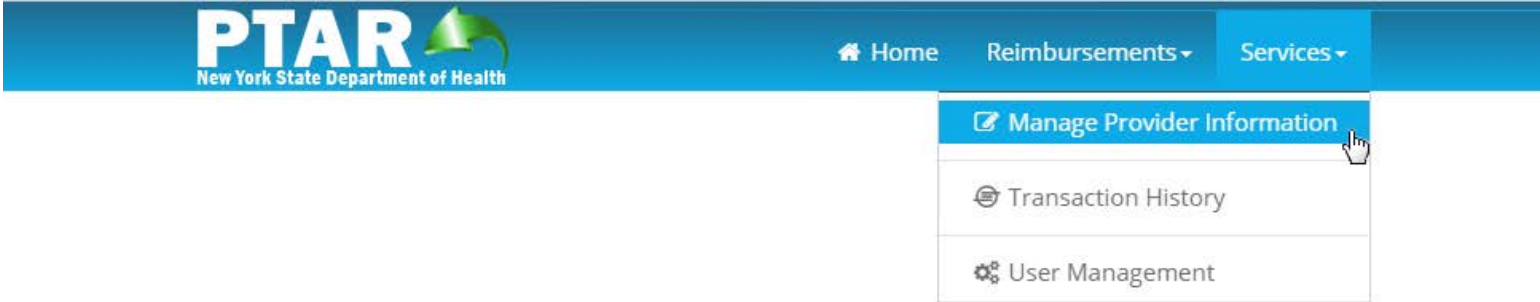 PTAR
New York State Department of Health
Home Reimbursements Services
Manage Provider Information
Transaction History
User Management